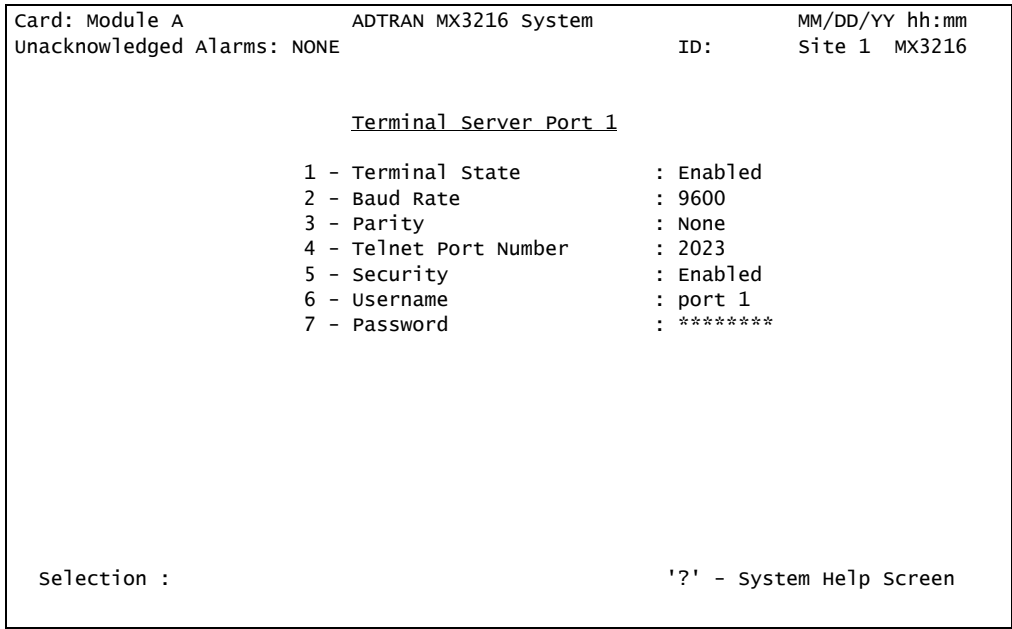 Card: Module A ADTRAN MX3216 System MM/DD/YY hh:mm
Unacknowledged Alarms: NONE ID: Site 1 MX3216
Terminal Server Port 1
1 - Terminal State : Enabled
2 - Baud Rate : 9600
3 - Parity : None
4 - Telnet Port Number : 2023
5 - Security : Enabled
6 - Username : port 1
7 - Password : ********
Selection : '?' - System Help Screen